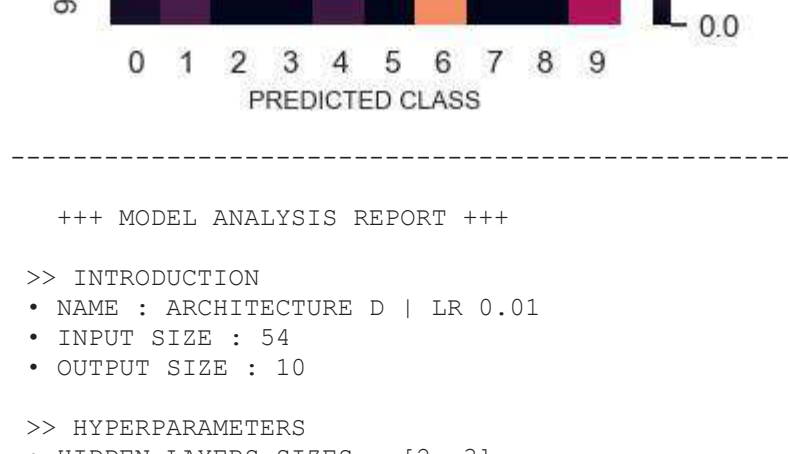 0.0
0 1 2 3 4 5 6 7 8 9
PREDICTED CLASS
--------------------------------------------------
+++ MODEL ANALYSIS REPORT +++
>> INTRODUCTION
• NAME : ARCHITECTURE D | LR 0.01
• INPUT SIZE : 54
• OUTPUT SIZE : 10
>> HYPERPARAMETERS